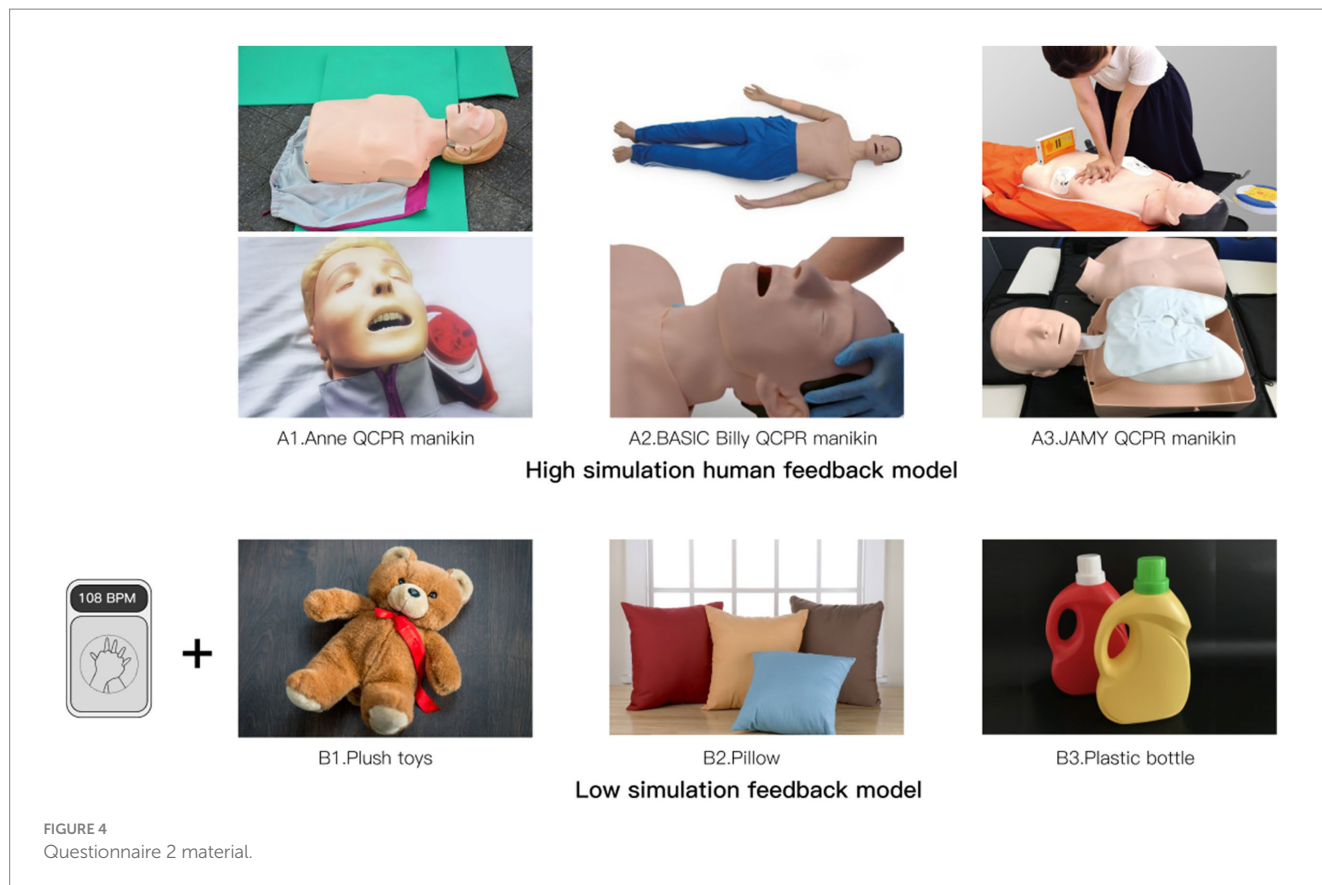 A1.Anne QCPR manikin
A2.BASIC Billy QCPR manikin
A3.JAMY QCPR manikin
High simulation human feedback model
108 BPM
+
B1.Plush toys
B2.Pillow
B3.Plastic bottle
Low simulation feedback model
FIGURE 4
Questionnaire 2 material.